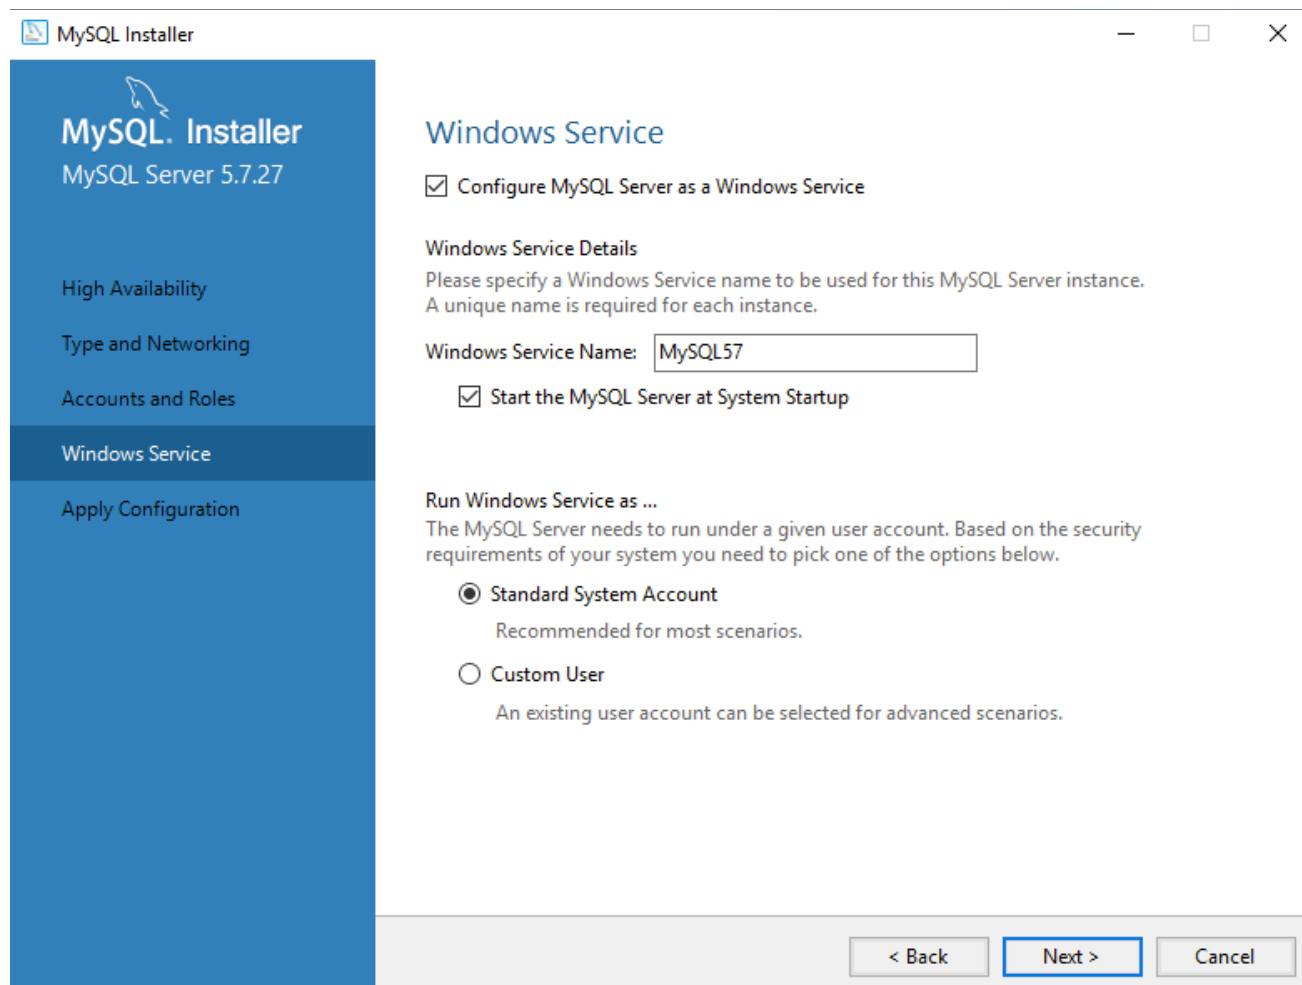 MySQL Installer
MySQL. Installer
MySQL Server 5.7.27
High Availability
Type and Networking
Accounts and Roles
Windows Service
Apply Configuration
Windows Service
Configure MySQL Server as a Windows Service
Windows Service Details
Please specify a Windows Service name to be used for this MySQL Server instance.
A unique name is required for each instance.
Windows Service Name: MySQL57
Start the MySQL Server at System Startup
Run Windows Service as ...
The MySQL Server needs to run under a given user account. Based on the security
requirements of your system you need to pick one of the options below.
Standard System Account
Recommended for most scenarios.
Custom User
An existing user account can be selected for advanced scenarios.
< Back Next > Cancel